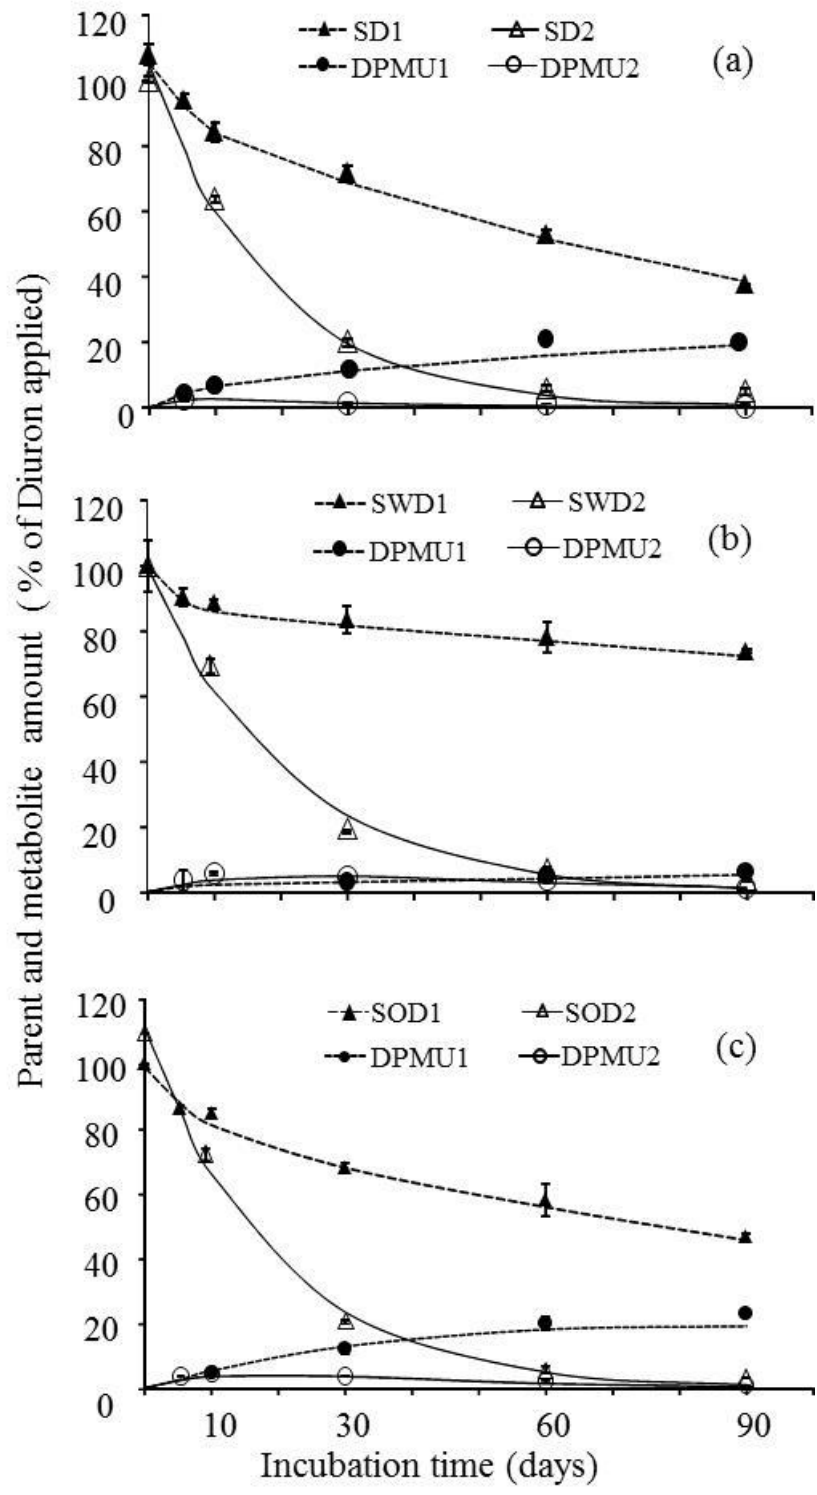 120
100
80
60
40
20
0
SD1 SD2
DPMU1 DPMU2
(a)
120
100
80
60
40
20
0
SWD1 SWD2
DPMU1 DPMU2
(b)
120
100
80
60
40
20
0
SOD1 SOD2
DPMU1 DPMU2
(c)
10 30 60 90
Incubation time (days)
Parent and metabolite amount ( % of Diuron applied)